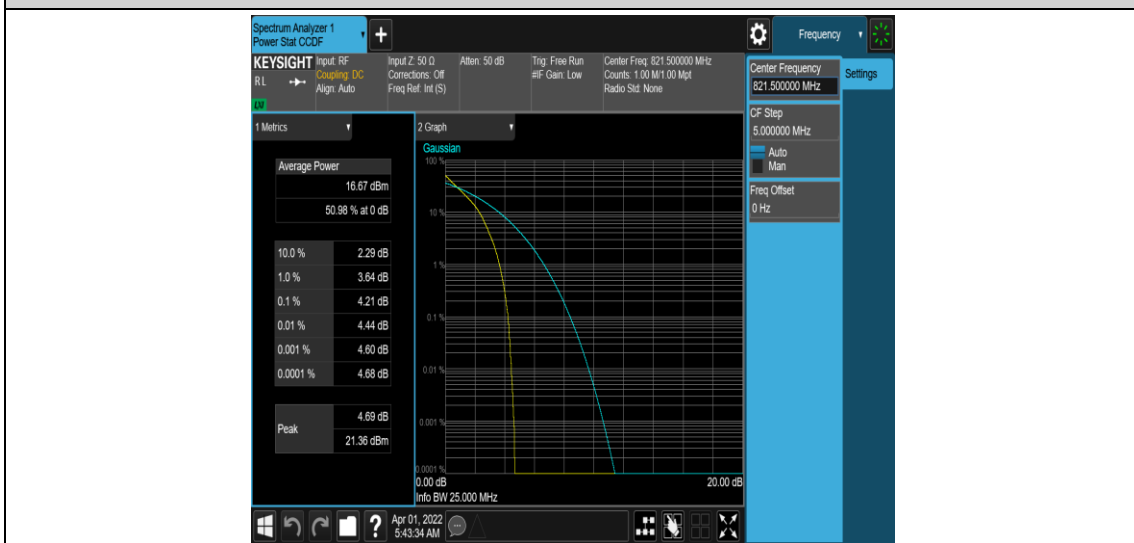 Spectrum Analyzer 1
Power Stat CCDF
+
Frequency
KEYSIGHT
RL
LXI
Input: RF
Coupling: DC
Align: Auto
Input Z: 50 Ω
Corrections: Off
Freq Ref: Int (S)
Atten: 50 dB
Trig: Free Run
#IF Gain: Low
Center Freq: 821.500000 MHz
Counts: 1.00 M/1.00 Mpt
Radio Std: None
Center Frequency
821.500000 MHz
Settings
CF Step
5.000000 MHz
Auto
Man
Freq Offset
0 Hz
1 Metrics
Average Power
16.67 dBm
50.98 % at 0 dB
10.0 % 2.29 dB
1.0 % 3.64 dB
0.1 % 4.21 dB
0.01 % 4.44 dB
0.001 % 4.60 dB
0.0001 % 4.68 dB
Peak
4.69 dB
21.36 dBm
2 Graph
Gaussian
100 %
10 %
1 %
0.1 %
0.01 %
0.001 %
0.0001 %
0.00 dB 20.00 dB
Info BW 25.000 MHz
?
Apr 01, 2022
5:43:34 AM